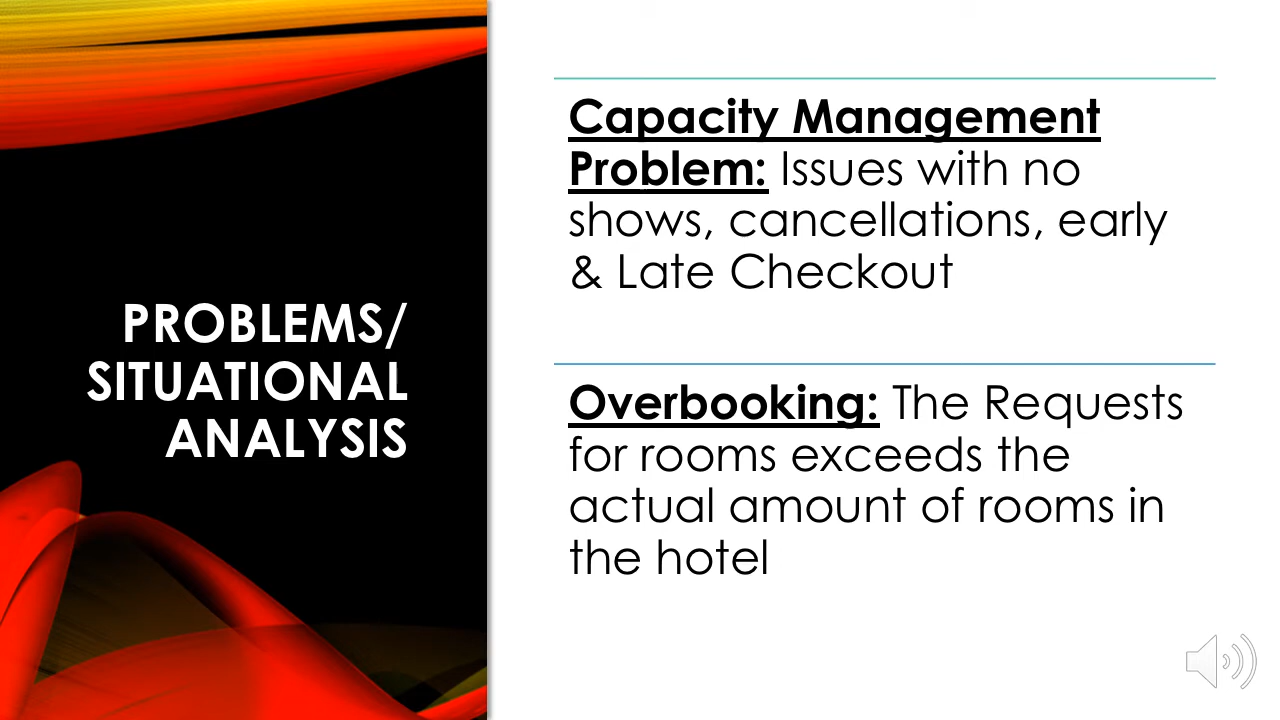 PROBLEMS/
SITUATIONAL
ANALYSIS
Capacity Management
Problem: Issues with no
shows, cancellations, early
& Late Checkout
Overbooking: The Requests
for rooms exceeds the
actual amount of rooms in
the hotel